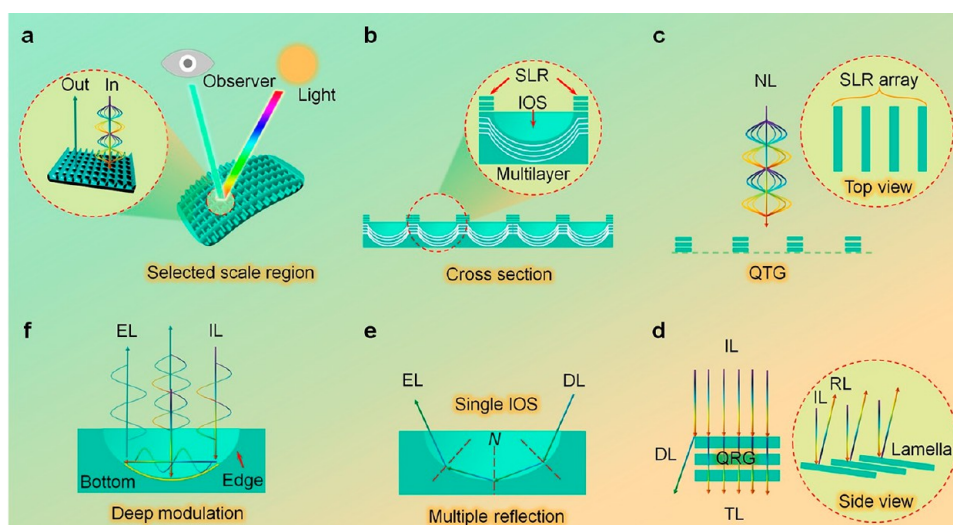 a
Out
In
Observer
Light
Selected scale region
b
SLR
IOS
Multilayer
Cross section
c
NL
SLR array
Top view
QTG
f
EL
IL
Bottom
Edge
Deep modulation
e
EL
DL
Single IOS
N
Multiple reflection
d
IL
IL
RL
DL
QRG
Lamella
TL
Side view